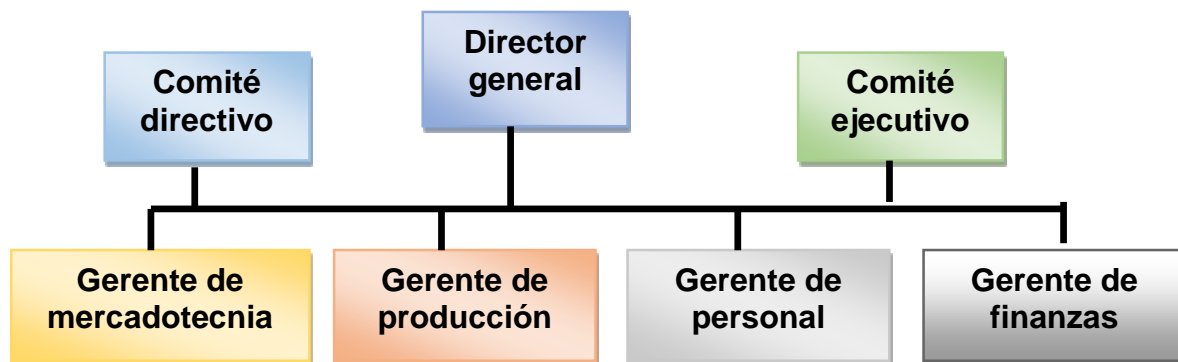 Director
general
Comité
directivo
Comité
ejecutivo
Gerente de
mercadotecnia
Gerente de
producción
Gerente de
personal
Gerente de
finanzas